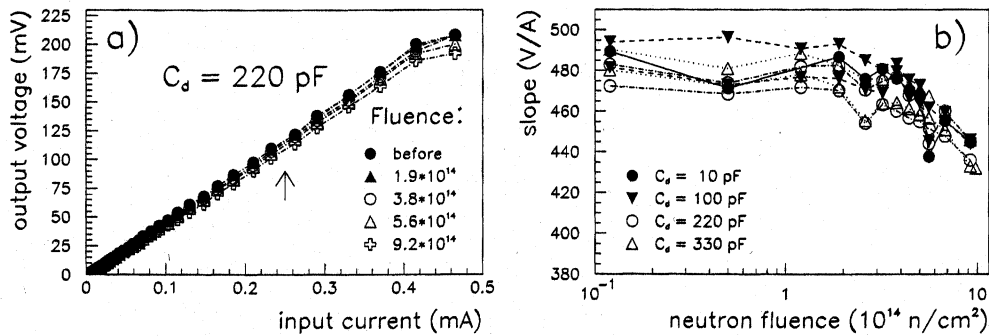 a)
C_d = 220 pF
Fluence:
before
1.9*10^14
3.8*10^14
5.6*10^14
9.2*10^14
output voltage (mV)
225
200
175
150
125
100
75
50
25
0
0 0.1 0.2 0.3 0.4 0.5
input current (mA)
b)
slope (V/A)
500
480
460
440
420
400
380
C_d = 10 pF
C_d = 100 pF
C_d = 220 pF
C_d = 330 pF
10^-1 1 10
neutron fluence (10^14 n/cm^2)